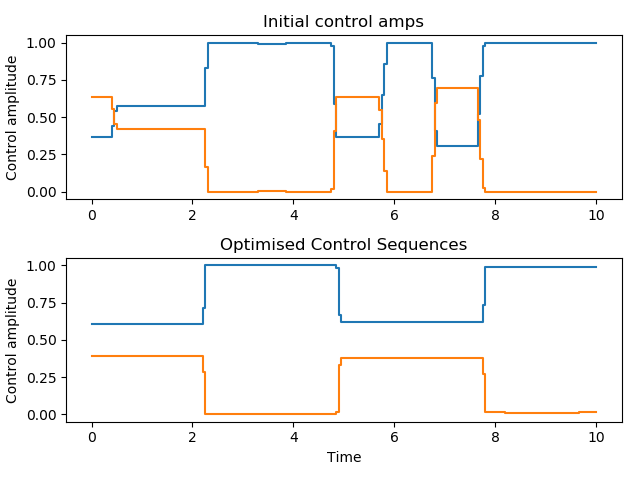 Initial control amps
1.00
0.75
0.50
0.25
0.00
Control amplitude
0 2 4 6 8 10
Optimised Control Sequences
1.00
0.75
0.50
0.25
0.00
Control amplitude
0 2 4 6 8 10
Time